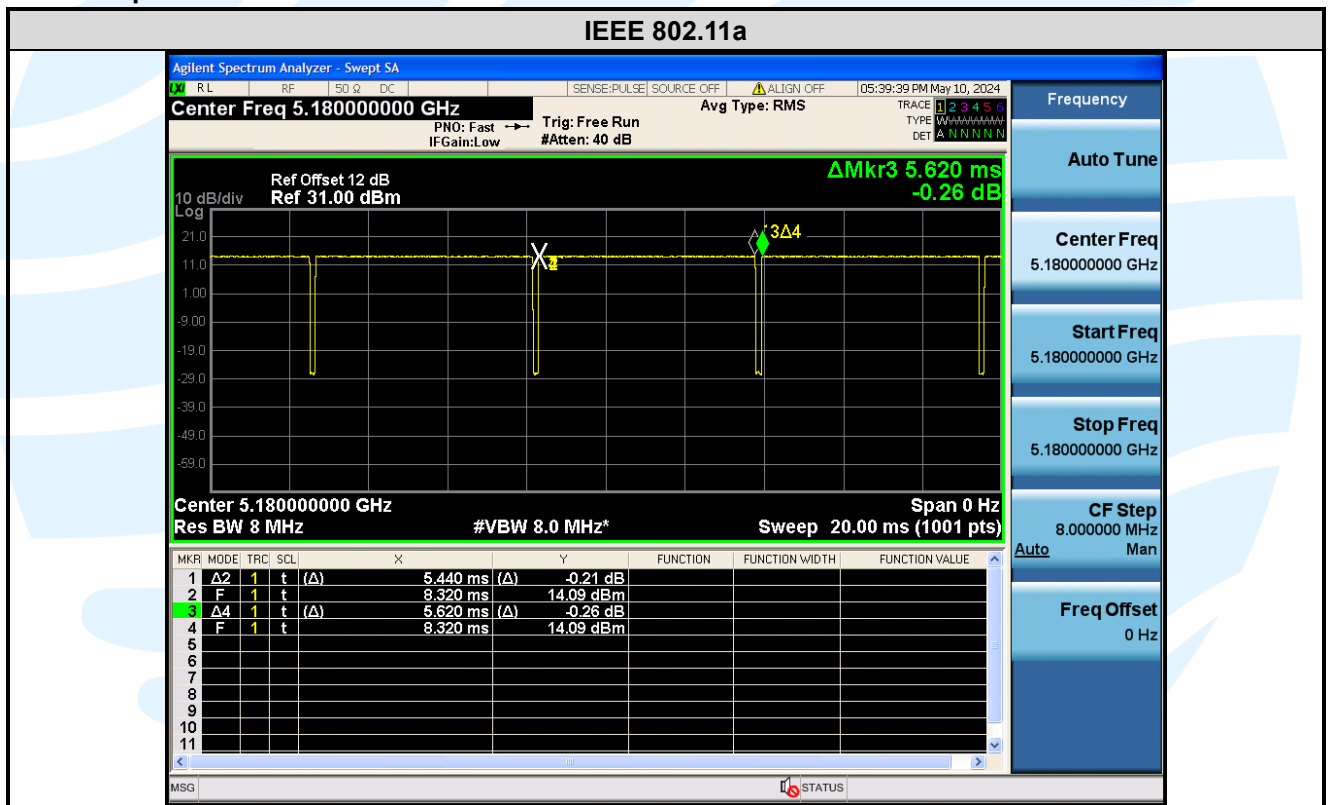 IEEE 802.11a
Agilent Spectrum Analyzer - Swept SA
LXI RL RF 50 Ω DC SENSE:PULSE SOURCE OFF ALIGN OFF 05:39:39 PM May 10, 2024
Center Freq 5.180000000 GHz Avg Type: RMS TRACE 1 2 3 4 5 6
PNO: Fast Trig: Free Run TYPE WWWWWW
IFGain:Low #Atten: 40 dB DET A N N N N N
ΔMkr3 5.620 ms
-0.26 dB
Ref Offset 12 dB
10 dB/div Ref 31.00 dBm
Log
21.0
11.0
1.00
-9.00
-19.0
-29.0
-39.0
-49.0
-59.0
3Δ4
Center 5.180000000 GHz Span 0 Hz
Res BW 8 MHz #VBW 8.0 MHz* Sweep 20.00 ms (1001 pts)
MKR MODE TRC SCL X Y FUNCTION FUNCTION WIDTH FUNCTION VALUE
1 Δ2 1 t (Δ) 5.440 ms (Δ) -0.21 dB
2 F 1 t 8.320 ms 14.09 dBm
3 Δ4 1 t (Δ) 5.620 ms (Δ) -0.26 dB
4 F 1 t 8.320 ms 14.09 dBm
5
6
7
8
9
10
11
MSG STATUS
Frequency
Auto Tune
Center Freq
5.180000000 GHz
Start Freq
5.180000000 GHz
Stop Freq
5.180000000 GHz
CF Step
8.000000 MHz
Auto Man
Freq Offset
0 Hz